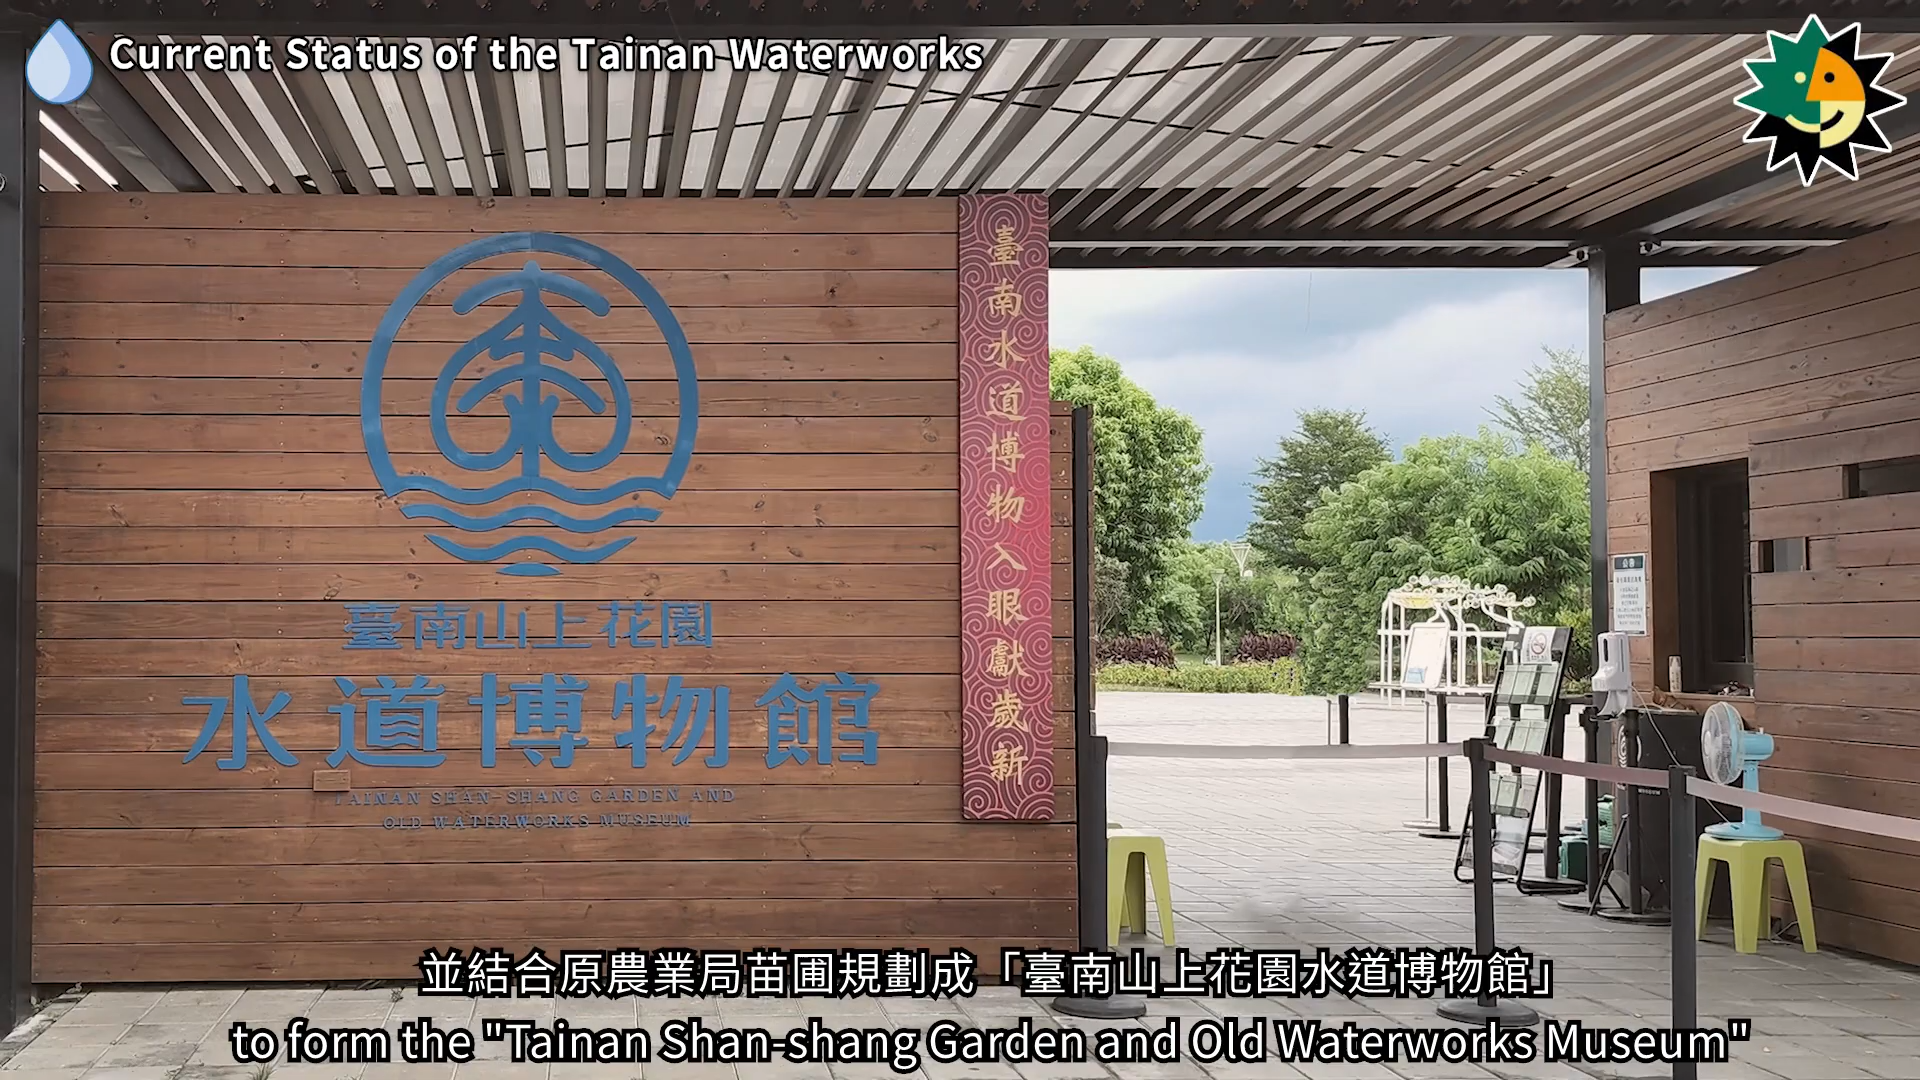 Current Status of the Tainan Waterworks
臺南山上花園
水道博物館
TAINAN SHAN-SHANG GARDEN AND
OLD WATERWORKS MUSEUM
臺南水道博物入眼獻歲新
並結合原農業局苗圃規劃成「臺南山上花園水道博物館」
to form the "Tainan Shan-shang Garden and Old Waterworks Museum"